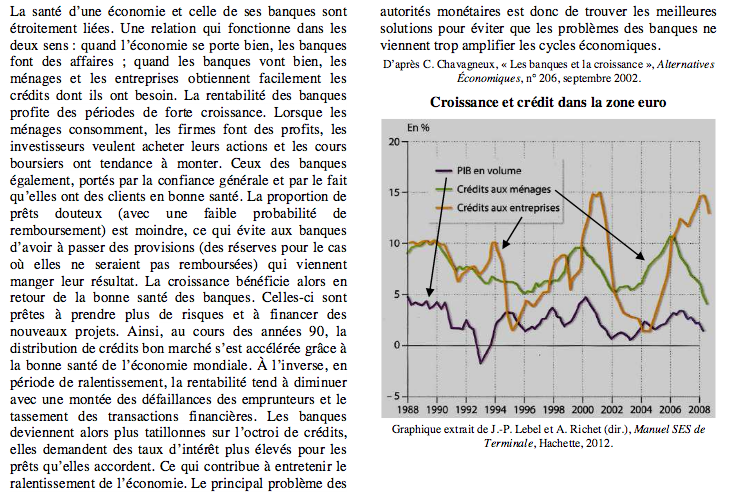 La santé d'une économie et celle de ses banques sont
étroitement liées. Une relation qui fonctionne dans les
deux sens : quand l'économie se porte bien, les banques
font des affaires ; quand les banques vont bien, les
ménages et les entreprises obtiennent facilement les
crédits dont ils ont besoin. La rentabilité des banques
profite des périodes de forte croissance. Lorsque les
ménages consomment, les firmes font des profits, les
investisseurs veulent acheter leurs actions et les cours
boursiers ont tendance à monter. Ceux des banques
également, portés par la confiance générale et par le fait
qu'elles ont des clients en bonne santé. La proportion de
prêts douteux (avec une faible probabilité de
remboursement) est moindre, ce qui évite aux banques
d'avoir à passer des provisions (des réserves pour le cas
où elles ne seraient pas remboursées) qui viennent
manger leur résultat. La croissance bénéficie alors en
retour de la bonne santé des banques. Celles-ci sont
prêtes à prendre plus de risques et à financer des
nouveaux projets. Ainsi, au cours des années 90, la
distribution de crédits bon marché s'est accélérée grâce à
la bonne santé de l'économie mondiale. À l'inverse, en
période de ralentissement, la rentabilité tend à diminuer
avec une montée des défaillances des emprunteurs et le
tassement des transactions financières. Les banques
deviennent alors plus tatillonnes sur l'octroi de crédits,
elles demandent des taux d'intérêt plus élevés pour les
prêts qu'elles accordent. Ce qui contribue à entretenir le
ralentissement de l'économie. Le principal problème des
autorités monétaires est donc de trouver les meilleures
solutions pour éviter que les problèmes des banques ne
viennent trop amplifier les cycles économiques.
D'après C. Chavagneux, « Les banques et la croissance », Alternatives
Économiques, n° 206, septembre 2002.
Croissance et crédit dans la zone euro
En %
20
15
10
5
0
- 5
PIB en volume
Crédits aux ménages
Crédits aux entreprises
1988 1990 1992 1994 1996 1998 2000 2002 2004 2006 2008
Graphique extrait de J.-P. Lebel et A. Richet (dir.), Manuel SES de
Terminale, Hachette, 2012.